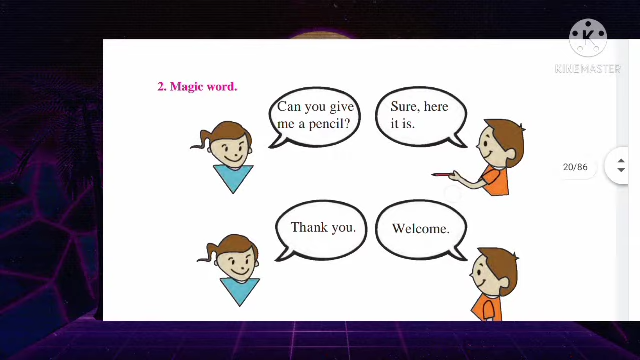 KINEMASTER
2. Magic word.
Can you give
me a pencil?
Sure, here
it is.
20/86
Thank you.
Welcome.